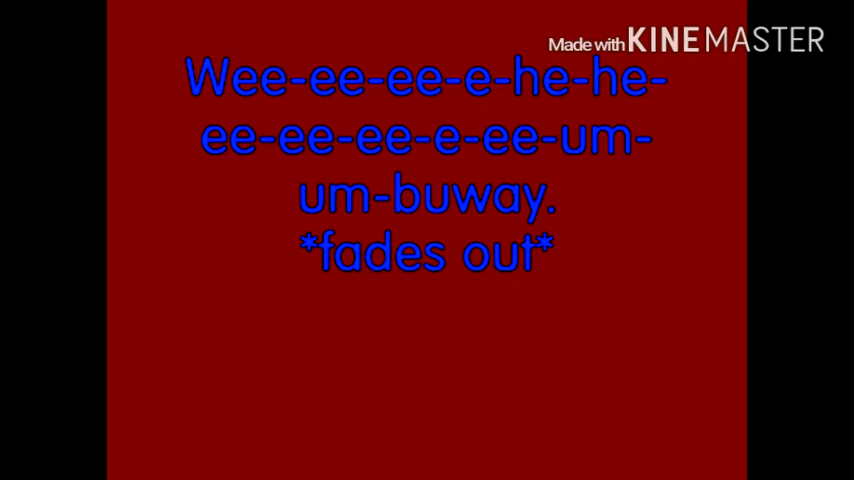 Made with KINEMASTER
Wee-ee-ee-e-he-he-
ee-ee-ee-e-ee-um-
um-buway.
*fades out*